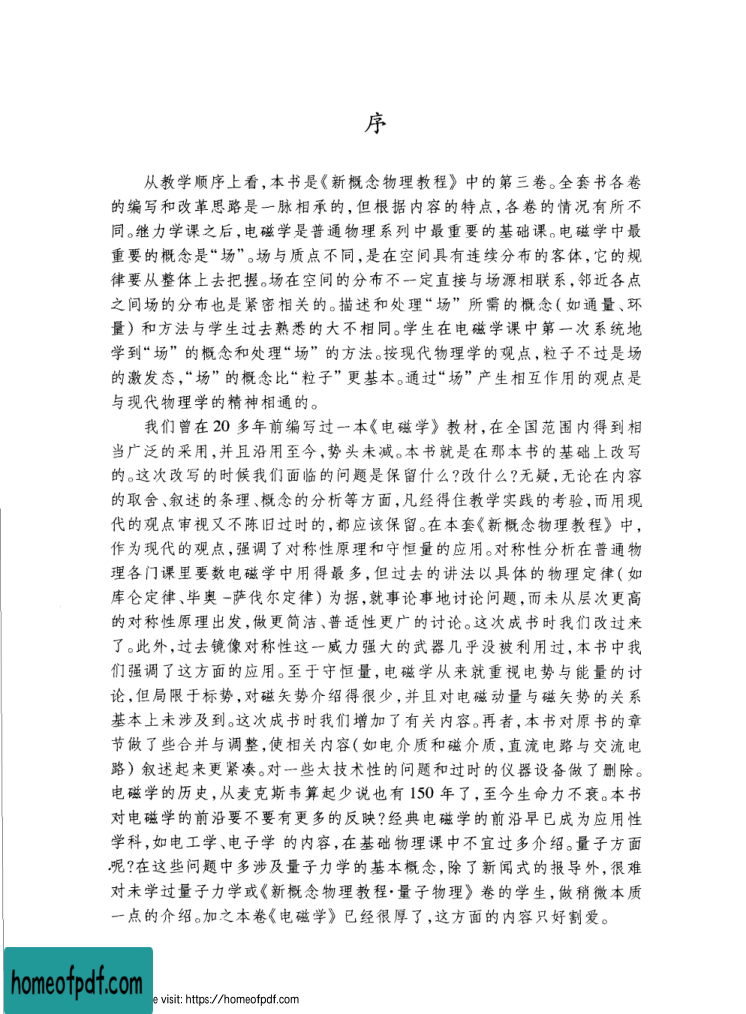 序
从教学顺序上看,本书是《新概念物理教程》中的第三卷。全套书各卷
的编写和改革思路是一脉相承的,但根据内容的特点,各卷的情况有所不
同。继力学课之后,电磁学是普通物理系列中最重要的基础课。电磁学中最
重要的概念是“场”。场与质点不同,是在空间具有连续分布的客体,它的规
律要从整体上去把握。场在空间的分布不一定直接与场源相联系,邻近各点
之间场的分布也是紧密相关的。描述和处理“场” 所需的概念(如通量、环
量) 和方法与学生过去熟悉的大不相同。学生在电磁学课中第一次系统地
学到“场” 的概念和处理“场” 的方法。按现代物理学的观点,粒子不过是场
的激发态,“场” 的概念比“粒子” 更基本。通过“场” 产生相互作用的观点是
与现代物理学的精神相通的。
我们曾在 20 多年前编写过一本《电磁学》教材,在全国范围内得到相
当广泛的采用,并且沿用至今,势头未减。本书就是在那本书的基础上改写
的。这次改写的时候我们面临的问题是保留什么?改什么?无疑,无论在内容
的取舍、叙述的条理、概念的分析等方面,凡经得住教学实践的考验,而用现
代的观点审视又不陈旧过时的,都应该保留。在本套《新概念物理教程》中,
作为现代的观点,强调了对称性原理和守恒量的应用。对称性分析在普通物
理各门课里要数电磁学中用得最多,但过去的讲法以具体的物理定律(如
库仑定律、毕奥 -萨伐尔定律) 为据,就事论事地讨论问题,而未从层次更高
的对称性原理出发,做更简洁、普适性更广的讨论。这次成书时我们改过来
了。此外,过去镜像对称性这一威力强大的武器几乎没被利用过,本书中我
们强调了这方面的应用。至于守恒量,电磁学从来就重视电势与能量的讨
论,但局限于标势,对磁矢势介绍得很少,并且对电磁动量与磁矢势的关系
基本上未涉及到。这次成书时我们增加了有关内容。再者,本书对原书的章
节做了些合并与调整,使相关内容(如电介质和磁介质,直流电路与交流电
路) 叙述起来更紧凑。对一些太技术性的问题和过时的仪器设备做了删除。
电磁学的历史,从麦克斯韦算起少说也有 150 年了,至今生命力不衰。本书
对电磁学的前沿要不要有更多的反映?经典电磁学的前沿早已成为应用性
学科,如电工学、电子学 的内容,在基础物理课中不宜过多介绍。量子方面
呢?在这些问题中多涉及量子力学的基本概念,除了新闻式的报导外,很难
对未学过量子力学或《新概念物理教程·量子物理》卷的学生,做稍微本质
一点的介绍。加之本卷《电磁学》已经很厚了,这方面的内容只好割爱。
homeofpdf.com
e visit: https://homeofpdf.com